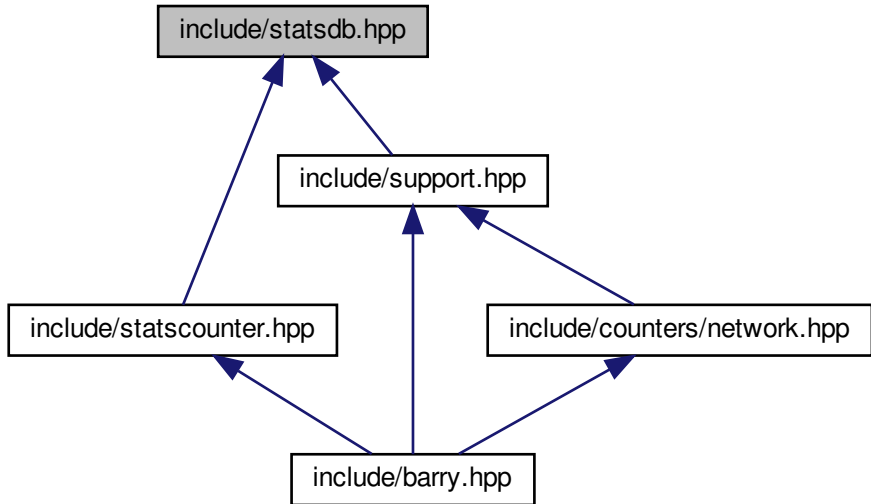 include/statsdb.hpp
include/support.hpp
include/statscounter.hpp
include/counters/network.hpp
include/barry.hpp